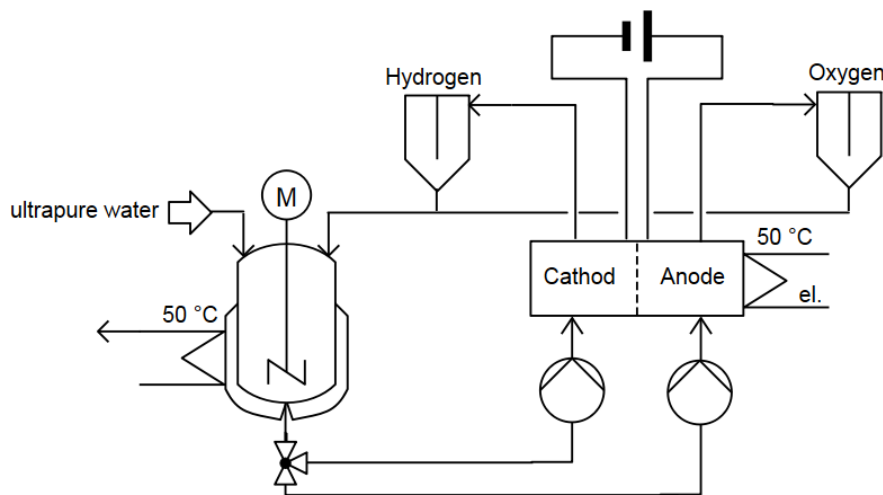 Hydrogen
Oxygen
M
ultrapure water
50 °C
Cathod
Anode
50 °C
el.